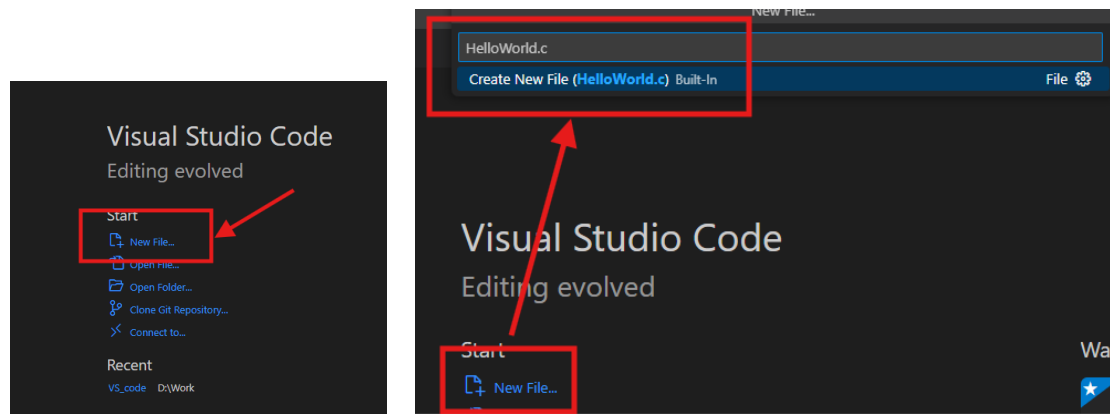 Visual Studio Code
Editing evolved
Start
New File...
Open File...
Open Folder...
Clone Git Repository...
Connect to...
Recent
VS_code D:\Work
New File...
HelloWorld.c
Create New File (HelloWorld.c) Built-In File
Visual Studio Code
Editing evolved
Start
Wa
New File...